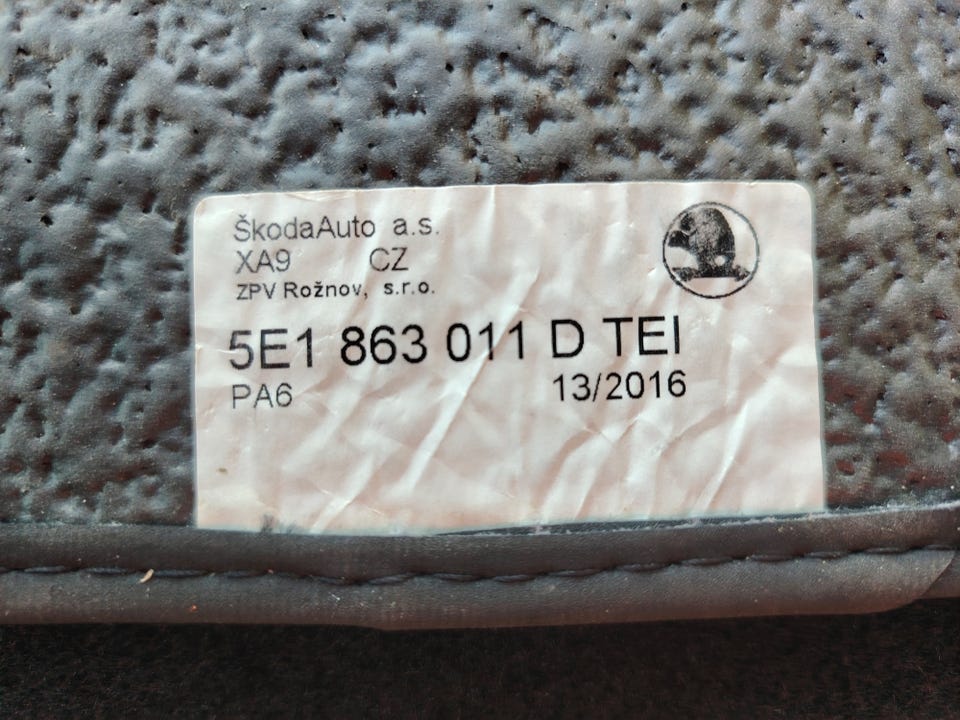 ŠkodaAuto a.s.
XA9 CZ
ZPV Rožnov, s.r.o.
5E1 863 011 D TEI
PA6 13/2016